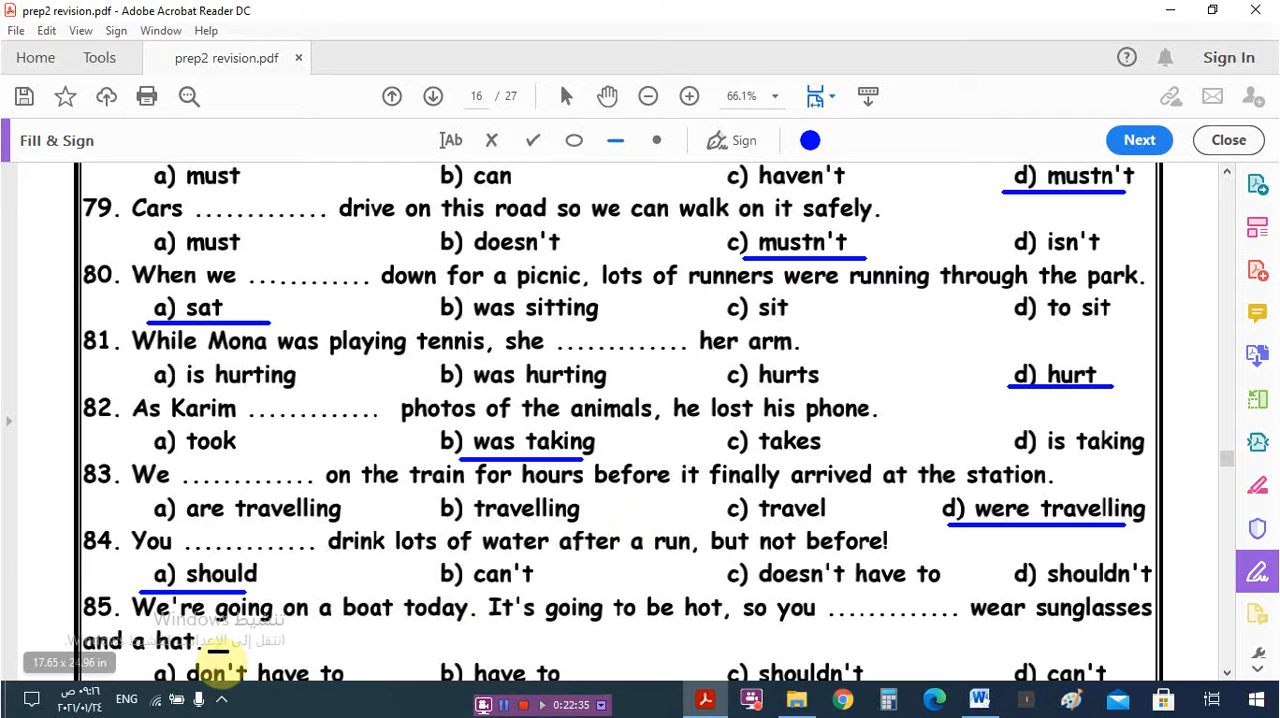 prep2 revision.pdf - Adobe Acrobat Reader DC
File Edit View Sign Window Help
Home Tools prep2 revision.pdf × Sign In
16 / 27 66.1%
Fill & Sign Ab Sign Next Close
a) must b) can c) haven't d) mustn't
79. Cars ............. drive on this road so we can walk on it safely.
a) must b) doesn't c) mustn't d) isn't
80. When we ............ down for a picnic, lots of runners were running through the park.
a) sat b) was sitting c) sit d) to sit
81. While Mona was playing tennis, she ............. her arm.
a) is hurting b) was hurting c) hurts d) hurt
82. As Karim ............. photos of the animals, he lost his phone.
a) took b) was taking c) takes d) is taking
83. We ............. on the train for hours before it finally arrived at the station.
a) are travelling b) travelling c) travel d) were travelling
84. You ............. drink lots of water after a run, but not before!
a) should b) can't c) doesn't have to d) shouldn't
85. We're going on a boat today. It's going to be hot, so you ............. wear sunglasses
and a hat.
تنشيط Windows
17.65 x 24.96 in
a) don't have to b) have to c) shouldn't d) can't
ENG 0:22:35